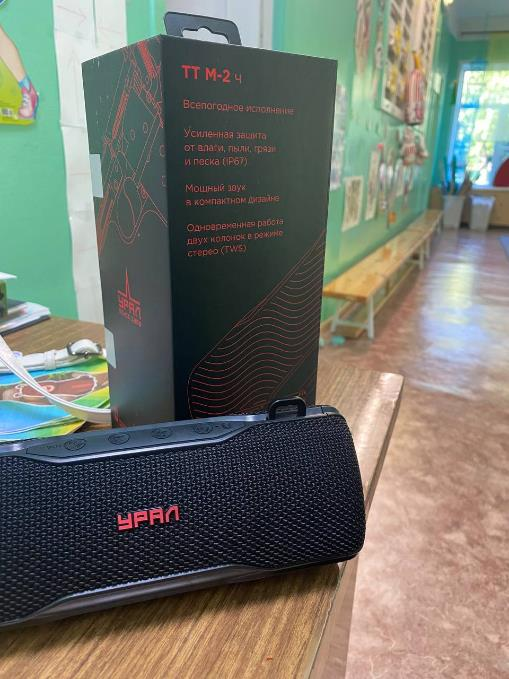 ТТ М-2 Ч
Всепогодное исполнение
Усиленная защита
от влаги, пыли, грязи
и песка (IP67)
Мощный звук
в компактном дизайне
Одновременная работа
двух колонок в режиме
стерео (TWS)
УРАЛ
УРАЛ